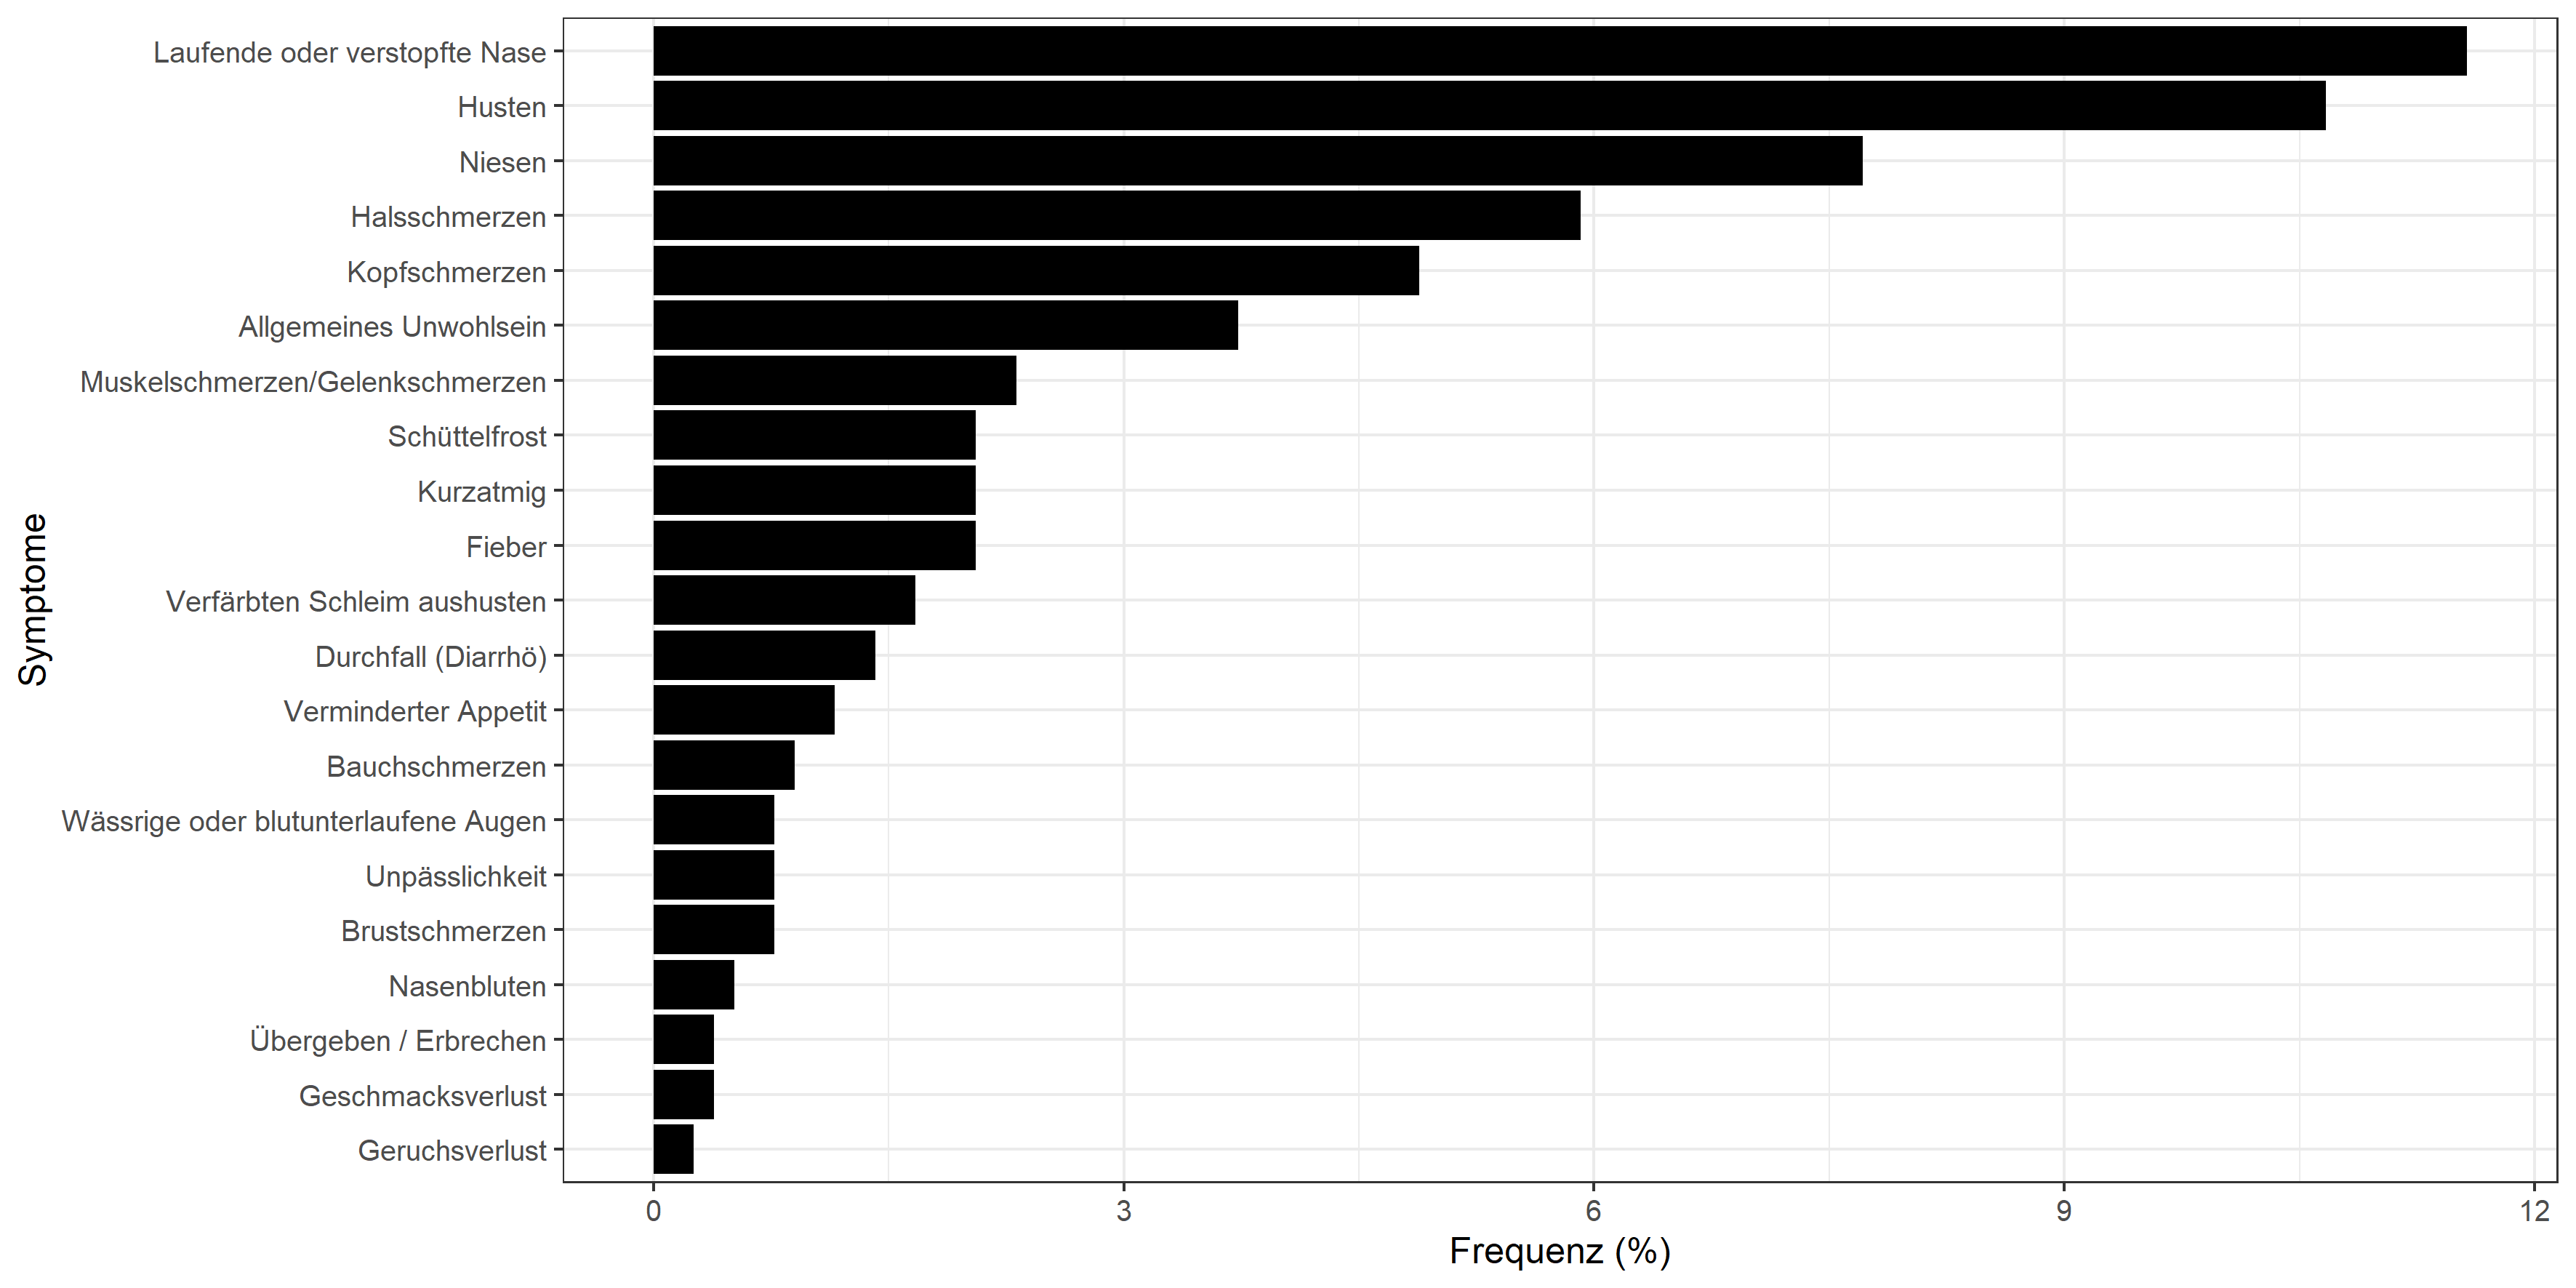 Laufende oder verstopfte Nase
Husten
Niesen
Halsschmerzen
Kopfschmerzen
Allgemeines Unwohlsein
Muskelschmerzen/Gelenkschmerzen
Schüttelfrost
Kurzatmig
Fieber
Verfärbten Schleim aushusten
Durchfall (Diarrhö)
Verminderter Appetit
Bauchschmerzen
Wässrige oder blutunterlaufene Augen
Unpässlichkeit
Brustschmerzen
Nasenbluten
Übergeben / Erbrechen
Geschmacksverlust
Geruchsverlust
Symptome
0 3 6 9 12
Frequenz (%)